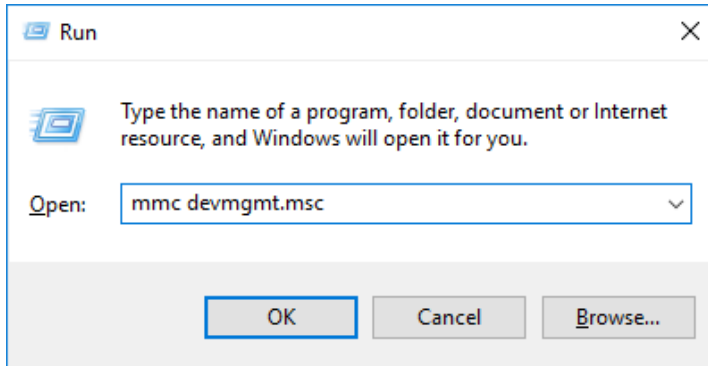 Run
Type the name of a program, folder, document or Internet
resource, and Windows will open it for you.
Open: mmc devmgmt.msc
OK Cancel Browse...